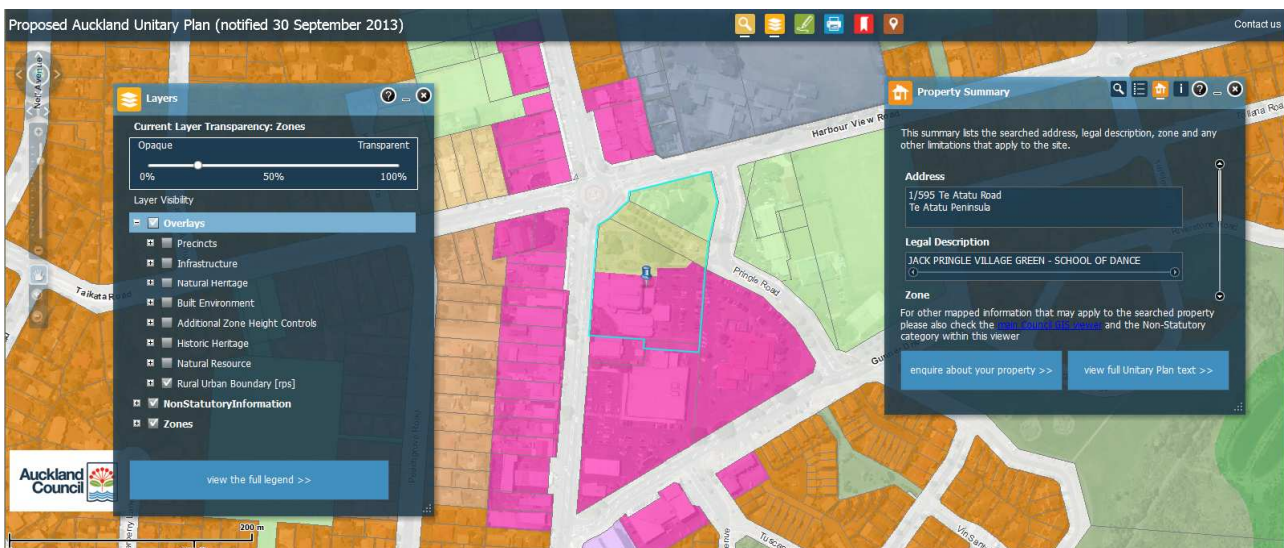 Proposed Auckland Unitary Plan (notified 30 September 2013)
Contact us
Layers
Current Layer Transparency: Zones
Opaque Transparent
0% 50% 100%
Layer Visibility
Overlays
Precincts
Infrastructure
Natural Heritage
Built Environment
Additional Zone Height Controls
Historic Heritage
Natural Resource
Rural Urban Boundary [rps]
NonStatutoryInformation
Zones
view the full legend >>
Auckland
Council
200 m
Taikata
Harbour View
Pringle Road
Property Summary
This summary lists the searched address, legal description, zone and any
other limitations that apply to the site.
Address
1/595 Te Atatu Road
Te Atatu Peninsula
Legal Description
JACK PRINGLE VILLAGE GREEN - SCHOOL OF DANCE
Zone
For other mapped information that may apply to the searched property
please also check the main Council GIS viewer and the Non-Statutory
category within this viewer
enquire about your property >>
view full Unitary Plan text >>